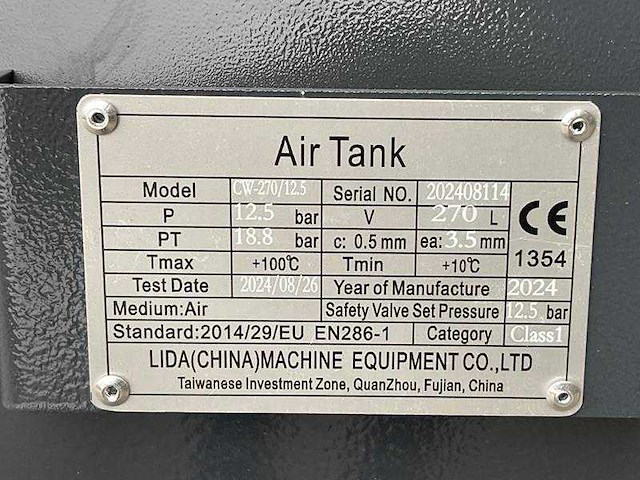 Air Tank
Model CW-270/12.5 Serial NO. 202408114
P 12.5 bar V 270 L CE
PT 18.8 bar c: 0.5mm ea: 3.5 mm 1354
Tmax +100℃ Tmin +10℃
Test Date 2024/08/26 Year of Manufacture 2024
Medium:Air Safety Valve Set Pressure 12.5 bar
Standard:2014/29/EU EN286-1 Category Class1
LIDA(CHINA)MACHINE EQUIPMENT CO.,LTD
Taiwanese Investment Zone, QuanZhou, Fujian, China